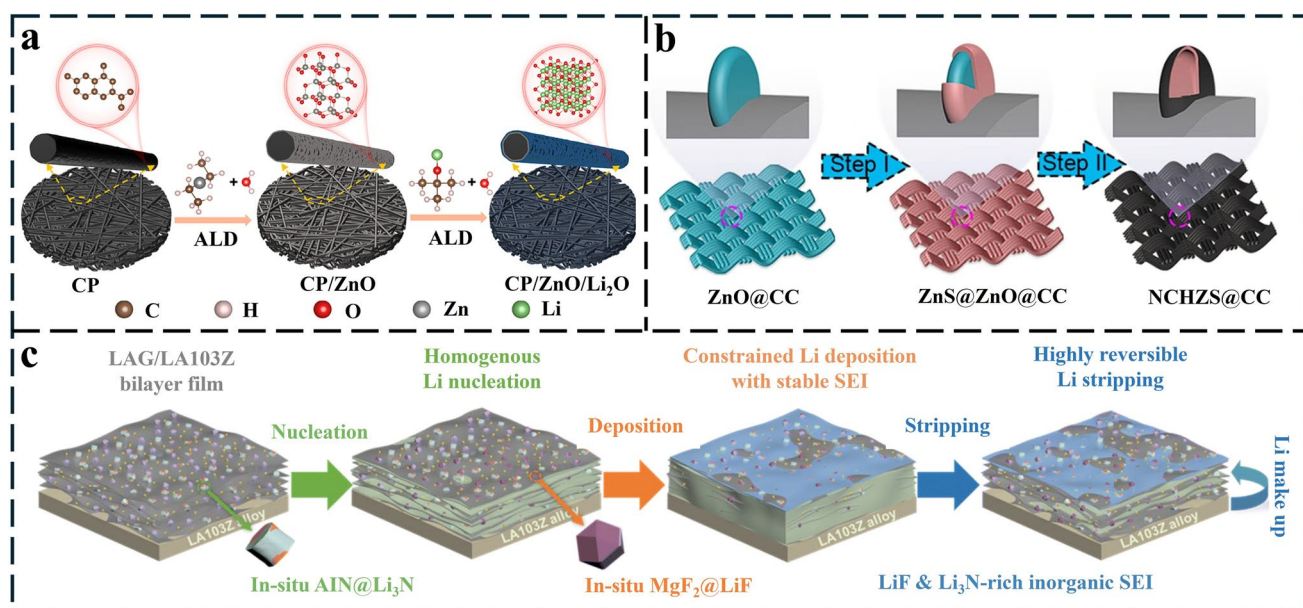 a
ALD
ALD
CP
CP/ZnO
CP/ZnO/Li₂O
C
H
O
Zn
Li
b
Step I
Step II
ZnO@CC
ZnS@ZnO@CC
NCHZS@CC
c
LAG/LA103Z
bilayer film
Homogenous
Li nucleation
Constrained Li deposition
with stable SEI
Highly reversible
Li stripping
Nucleation
Deposition
Stripping
Li make up
LA103Z alloy
LA103Z alloy
LA103Z alloy
LA103Z alloy
In-situ AlN@Li₃N
In-situ MgF₂@LiF
LiF & Li₃N-rich inorganic SEI